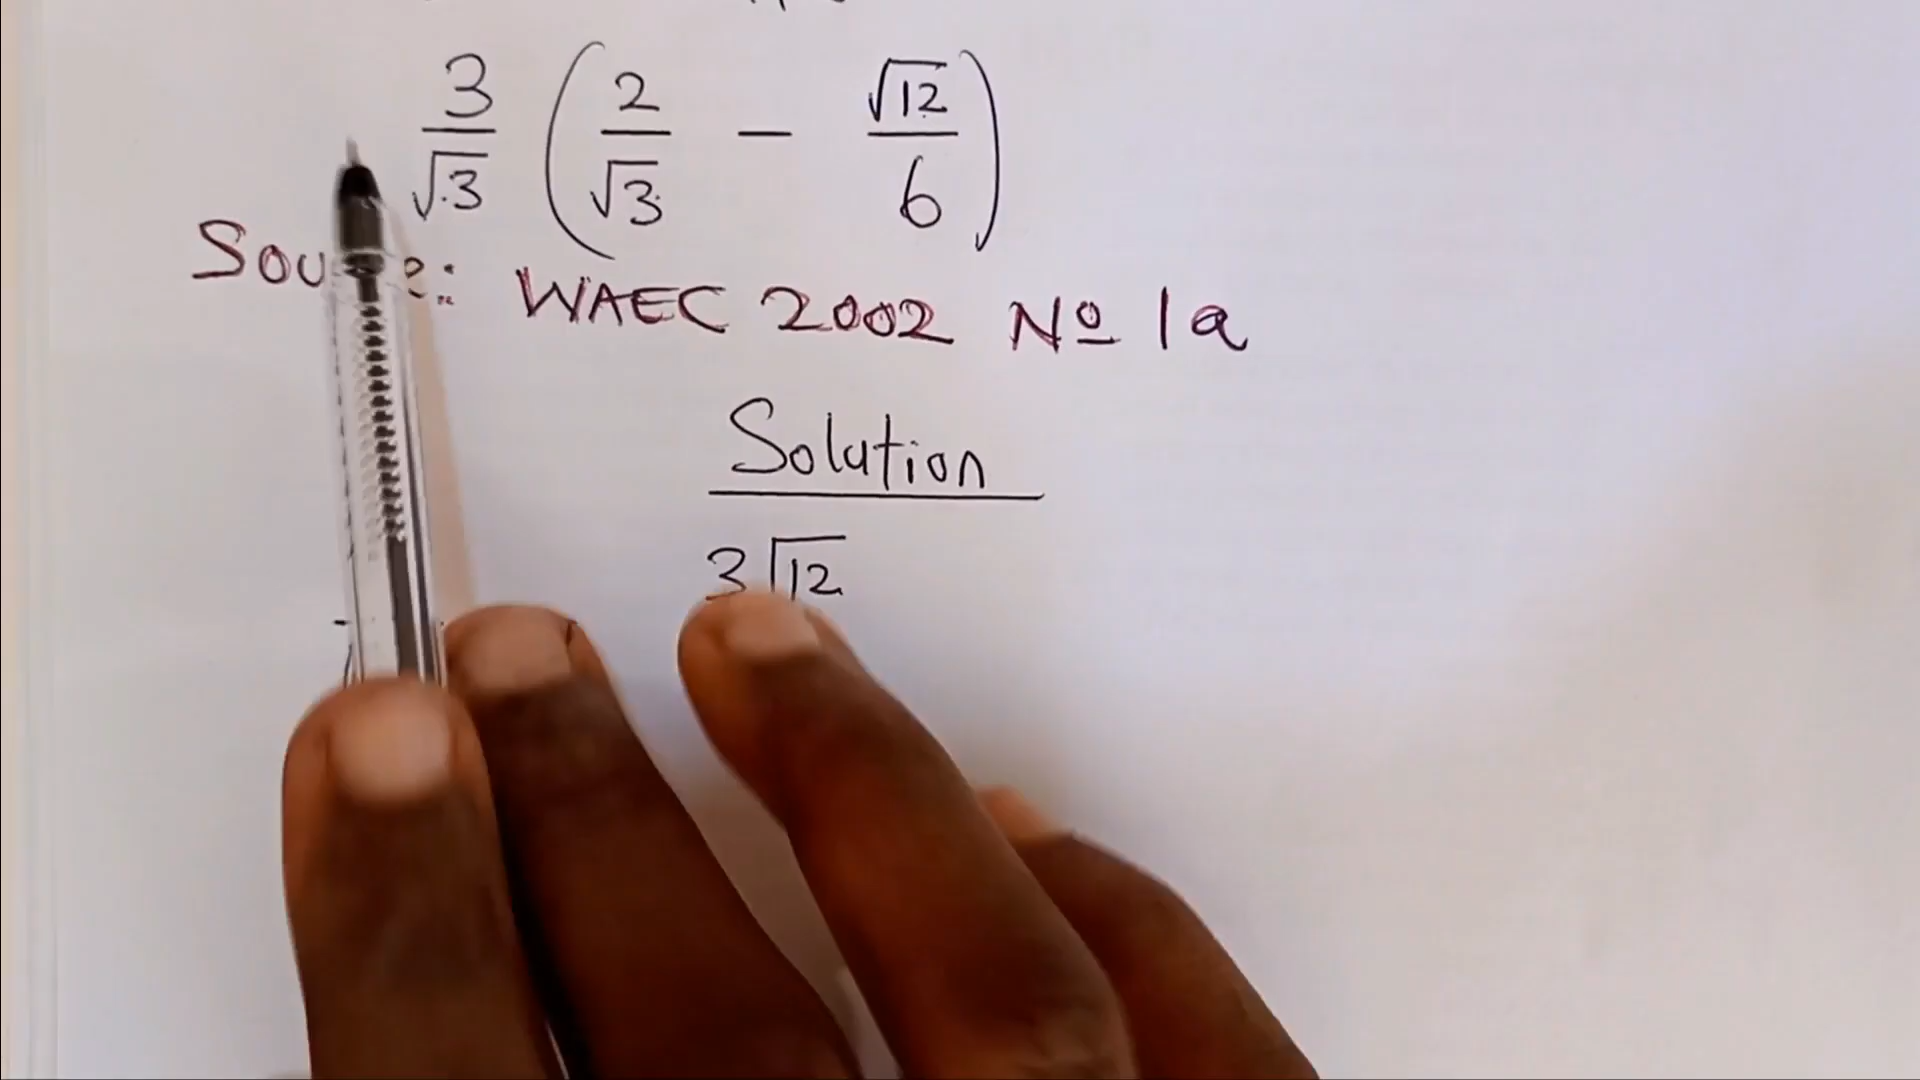 3/√3 (2/√3 - √12/6)
WAEC 2002 No 1a
Solution
3√12